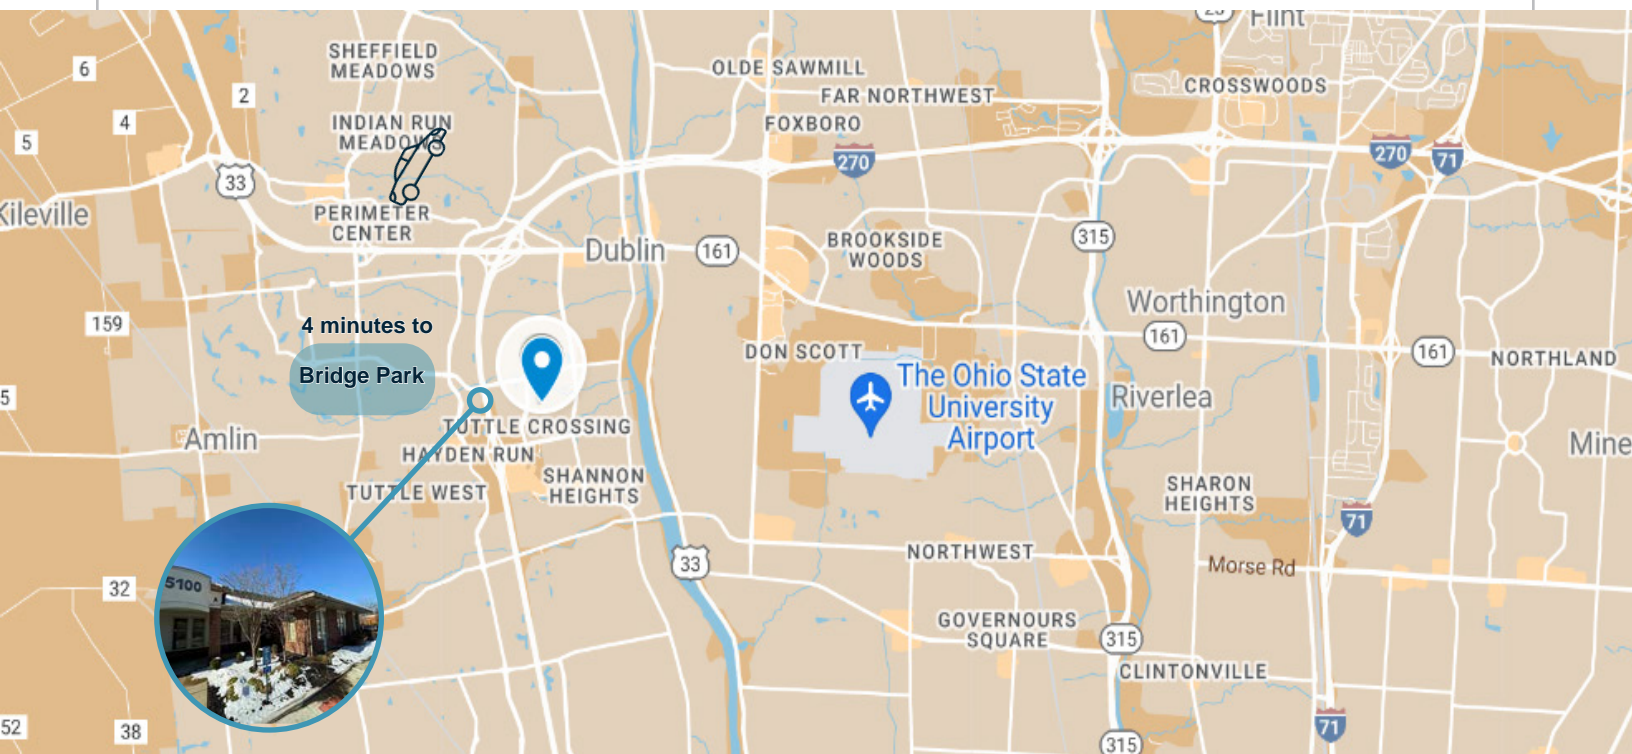 23
Flint
SHEFFIELD
MEADOWS
6
OLDE SAWMILL
CROSSWOODS
2
FAR NORTHWEST
4
INDIAN RUN
MEADOWS
FOXBORO
5
270
270
71
33
Kileville
PERIMETER
CENTER
Dublin
161
BROOKSIDE
WOODS
315
Worthington
159
4 minutes to
Bridge Park
161
DON SCOTT
161
NORTHLAND
The Ohio State
University
Airport
Riverlea
5
TUTTLE CROSSING
Amlin
HAYDEN RUN
Mine
SHANNON
HEIGHTS
TUTTLE WEST
SHARON
HEIGHTS
71
NORTHWEST
33
Morse Rd
5100
32
GOVERNOURS
SQUARE
315
CLINTONVILLE
52
38
71
315